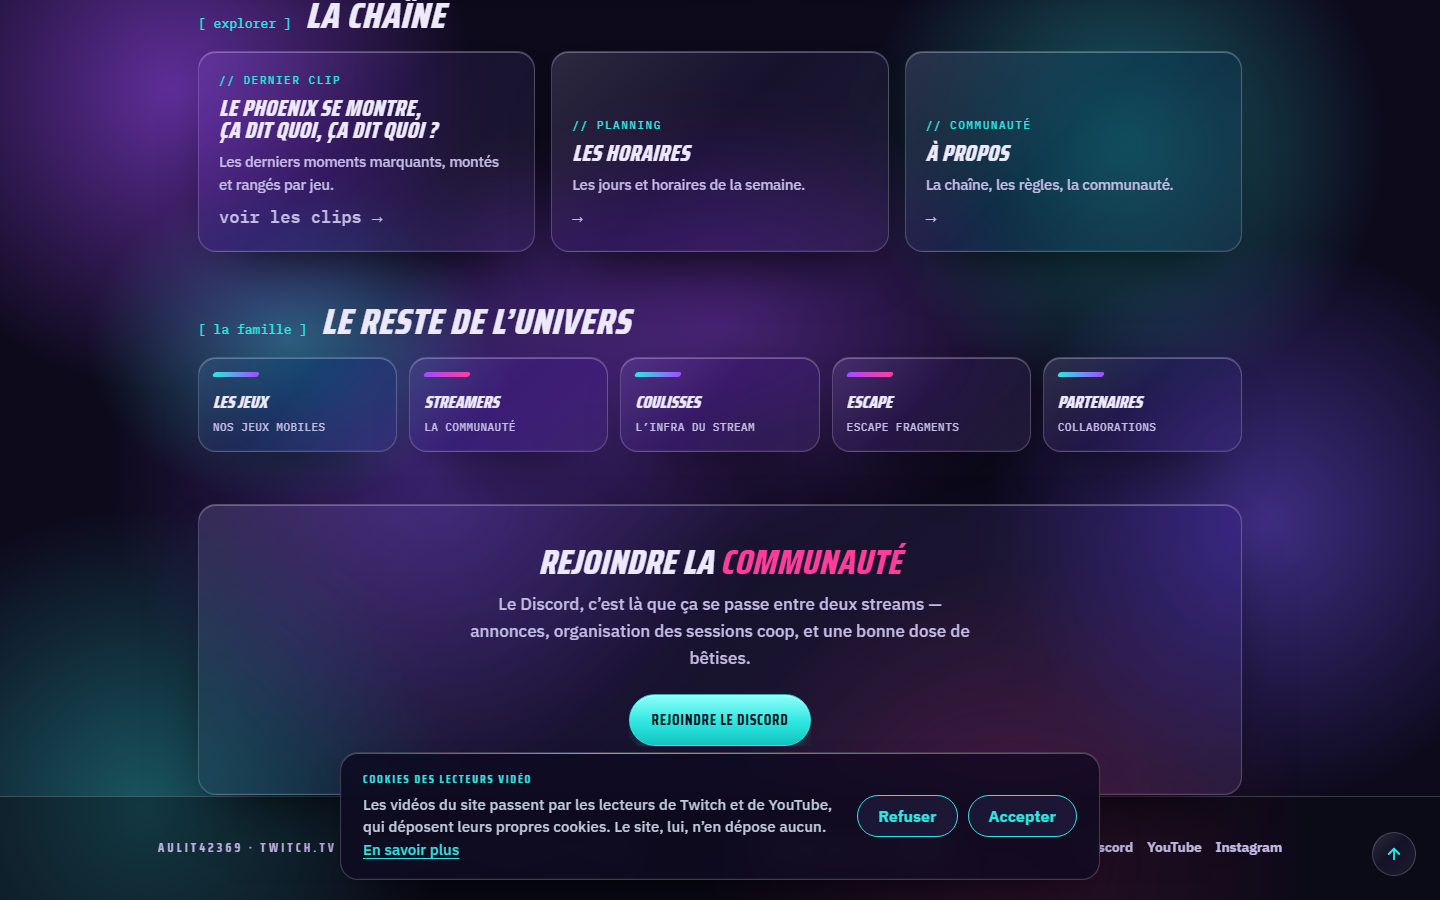 [ explorer ] LA CHAÎNE
// DERNIER CLIP
LE PHOENIX SE MONTRE,
ÇA DIT QUOI, ÇA DIT QUOI ?
Les derniers moments marquants, montés
et rangés par jeu.
voir les clips →
// PLANNING
LES HORAIRES
Les jours et horaires de la semaine.
→
// COMMUNAUTÉ
À PROPOS
La chaîne, les règles, la communauté.
→
[ la famille ] LE RESTE DE L’UNIVERS
LES JEUX
NOS JEUX MOBILES
STREAMERS
LA COMMUNAUTÉ
COULISSES
L’INFRA DU STREAM
ESCAPE
ESCAPE FRAGMENTS
PARTENAIRES
COLLABORATIONS
REJOINDRE LA COMMUNAUTÉ
Le Discord, c’est là que ça se passe entre deux streams —
annonces, organisation des sessions coop, et une bonne dose de
bêtises.
REJOINDRE LE DISCORD
COOKIES DES LECTEURS VIDÉO
Les vidéos du site passent par les lecteurs de Twitch et de YouTube,
qui déposent leurs propres cookies. Le site, lui, n’en dépose aucun.
En savoir plus
Refuser
Accepter
AULIT42369 · TWITCH.TV
scord YouTube Instagram